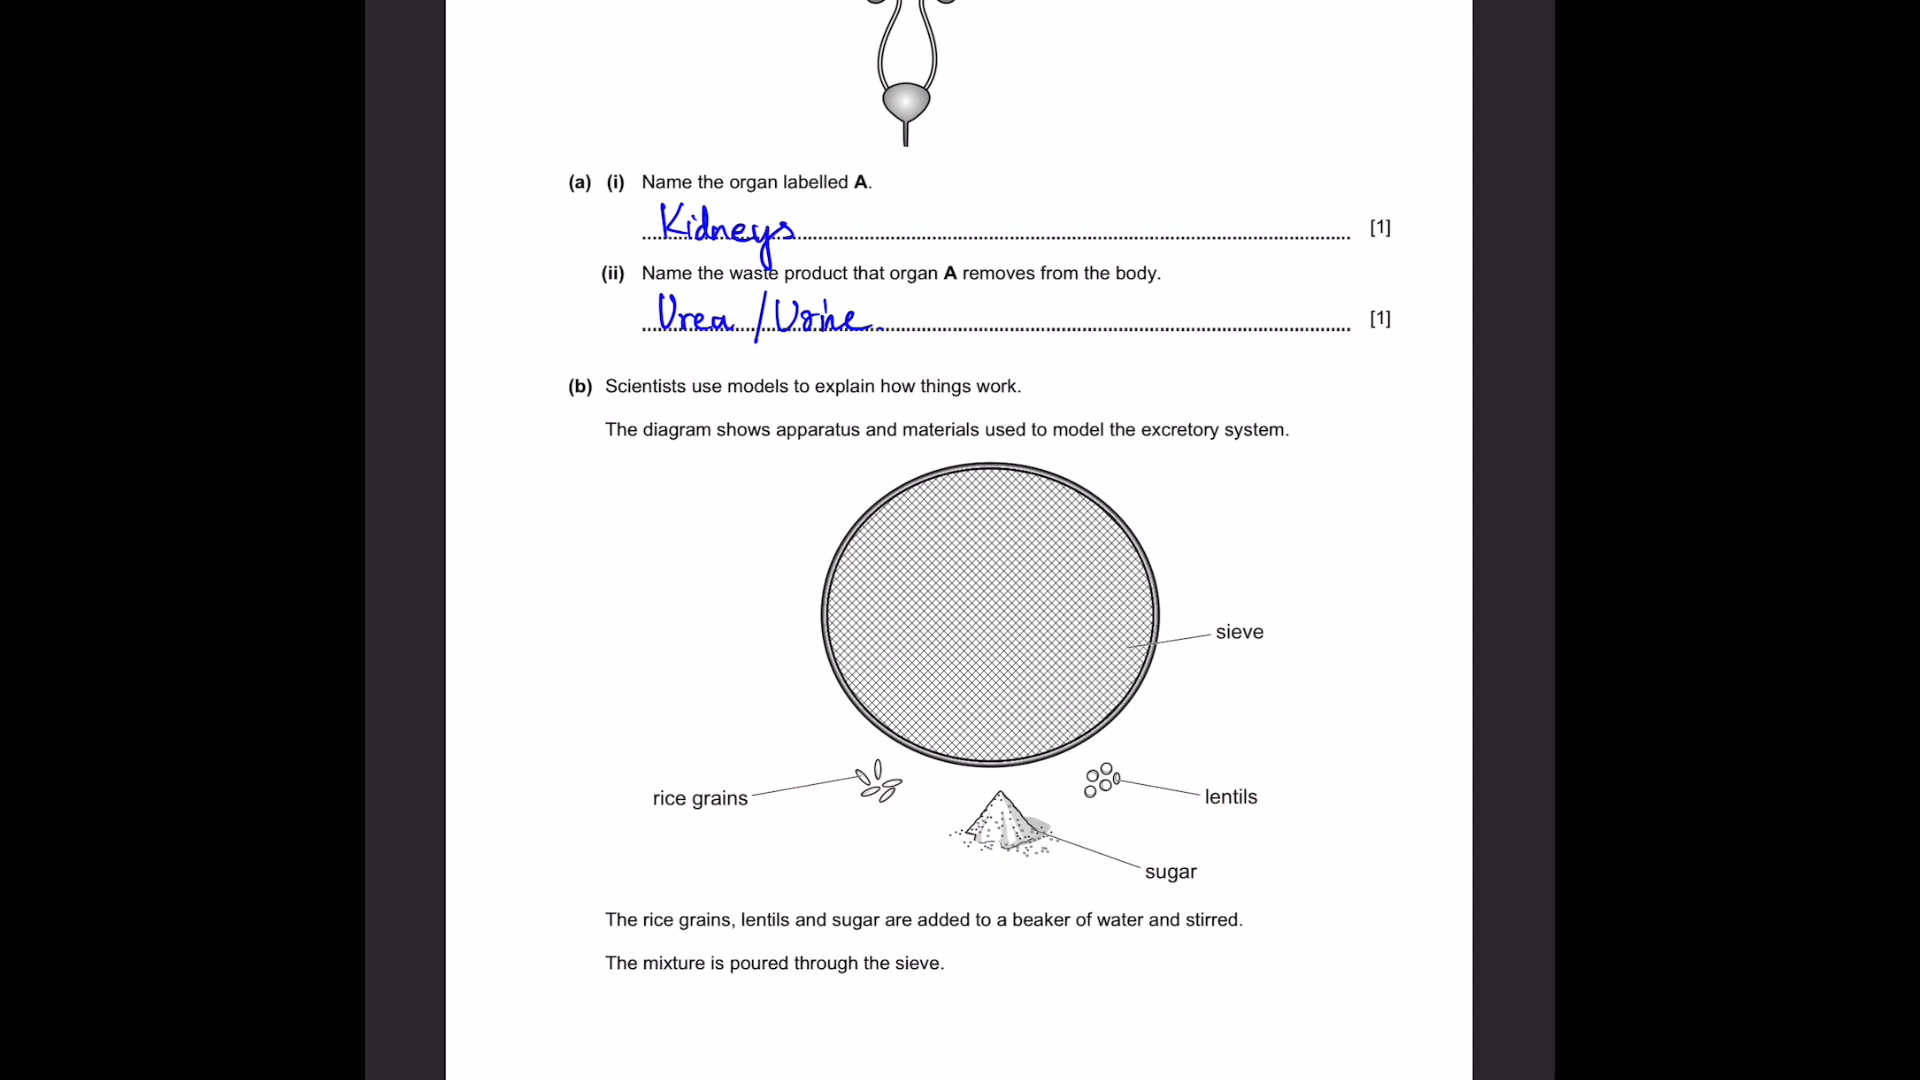 (a) (i) Name the organ labelled A.
Kidneys [1]
(ii) Name the waste product that organ A removes from the body.
Urea / Urine. [1]
(b) Scientists use models to explain how things work.
The diagram shows apparatus and materials used to model the excretory system.
sieve
rice grains
lentils
sugar
The rice grains, lentils and sugar are added to a beaker of water and stirred.
The mixture is poured through the sieve.